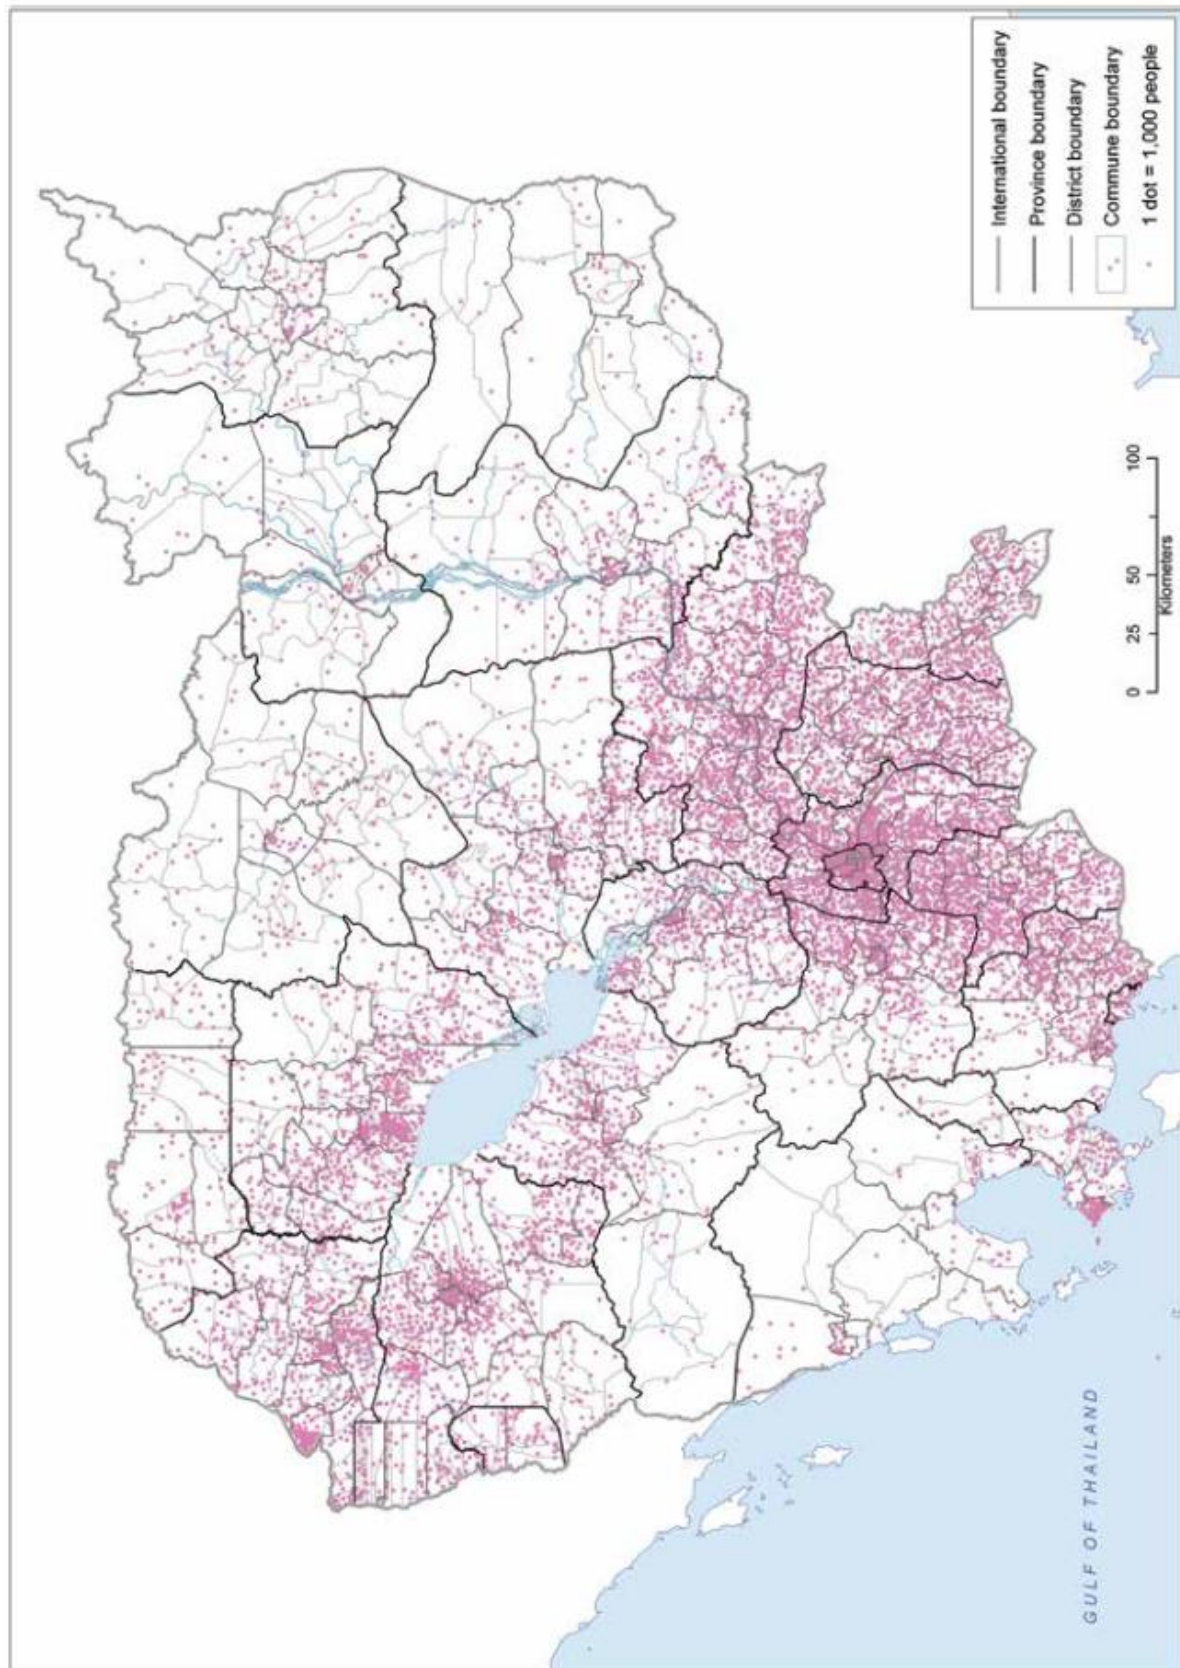 International boundary
Province boundary
District boundary
Commune boundary
1 dot = 1,000 people
0 25 50 100
Kilometers
GULF OF THAILAND